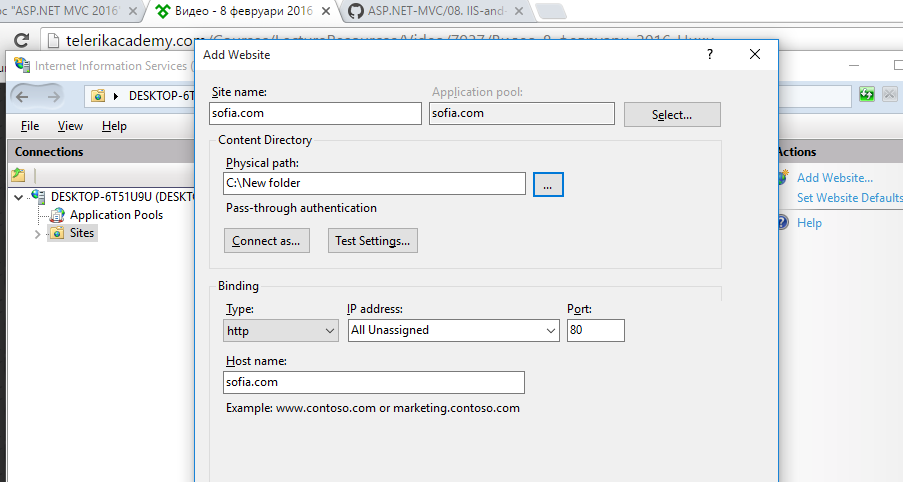 ос "ASP.NET MVC 2016"
Видео - 8 февруари 2016
ASP.NET-MVC/08. IIS-and-
telerikacademy.com
Add Website
Internet Information Services (
DESKTOP-6T
File View Help
Connections
DESKTOP-6T51U9U (DESKT
Application Pools
Sites
Site name:
Application pool:
sofia.com
sofia.com
Select...
Content Directory
Physical path:
C:\New folder
...
Pass-through authentication
Connect as...
Test Settings...
Binding
Type:
IP address:
Port:
http
All Unassigned
80
Host name:
sofia.com
Example: www.contoso.com or marketing.contoso.com
Actions
Add Website...
Set Website Defaults
Help